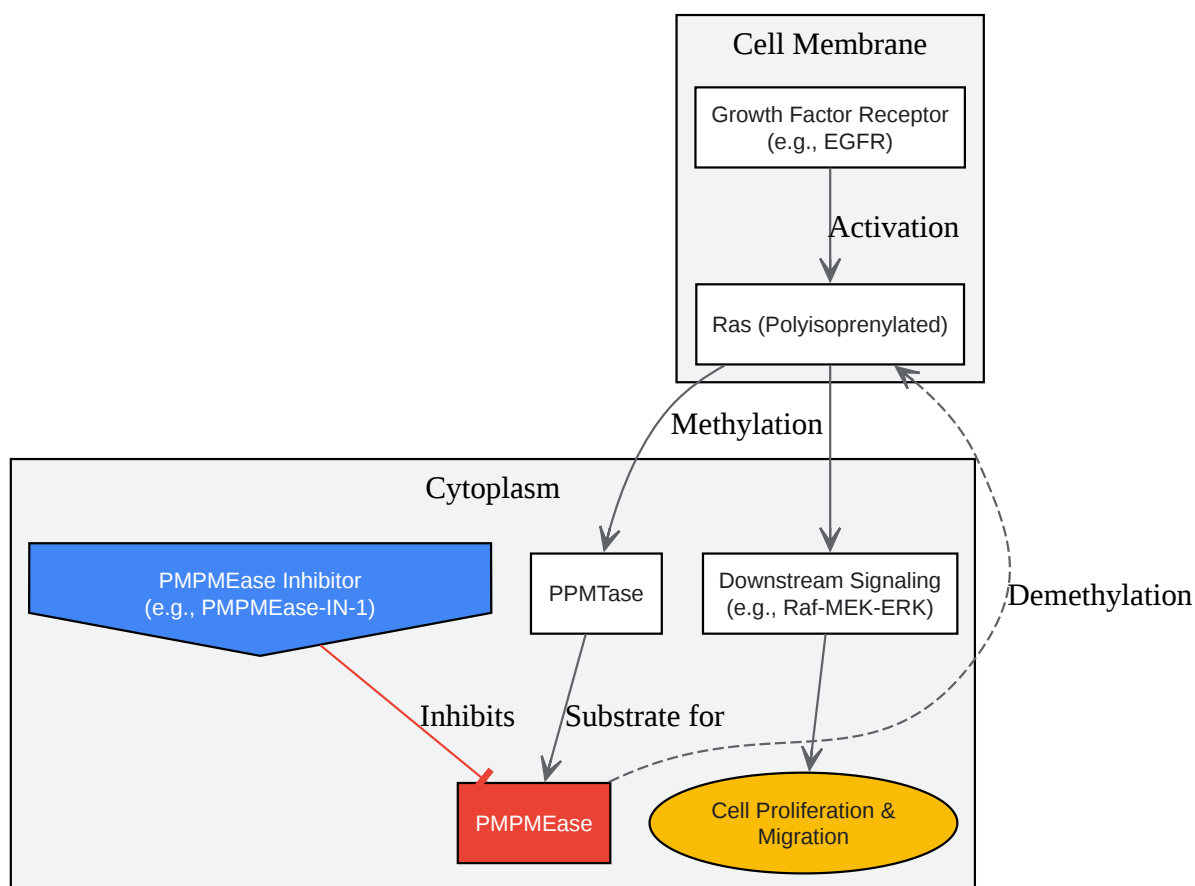 Cell Membrane
Growth Factor Receptor
(e.g., EGFR)
Activation
Ras (Polyisoprenylated)
Methylation
Cytoplasm
PMPMEase Inhibitor
(e.g., PMPMEase-IN-1)
PPMTase
Downstream Signaling
(e.g., Raf-MEK-ERK)
Demethylation
Inhibits
Substrate for
PMPMEase
Cell Proliferation &
Migration